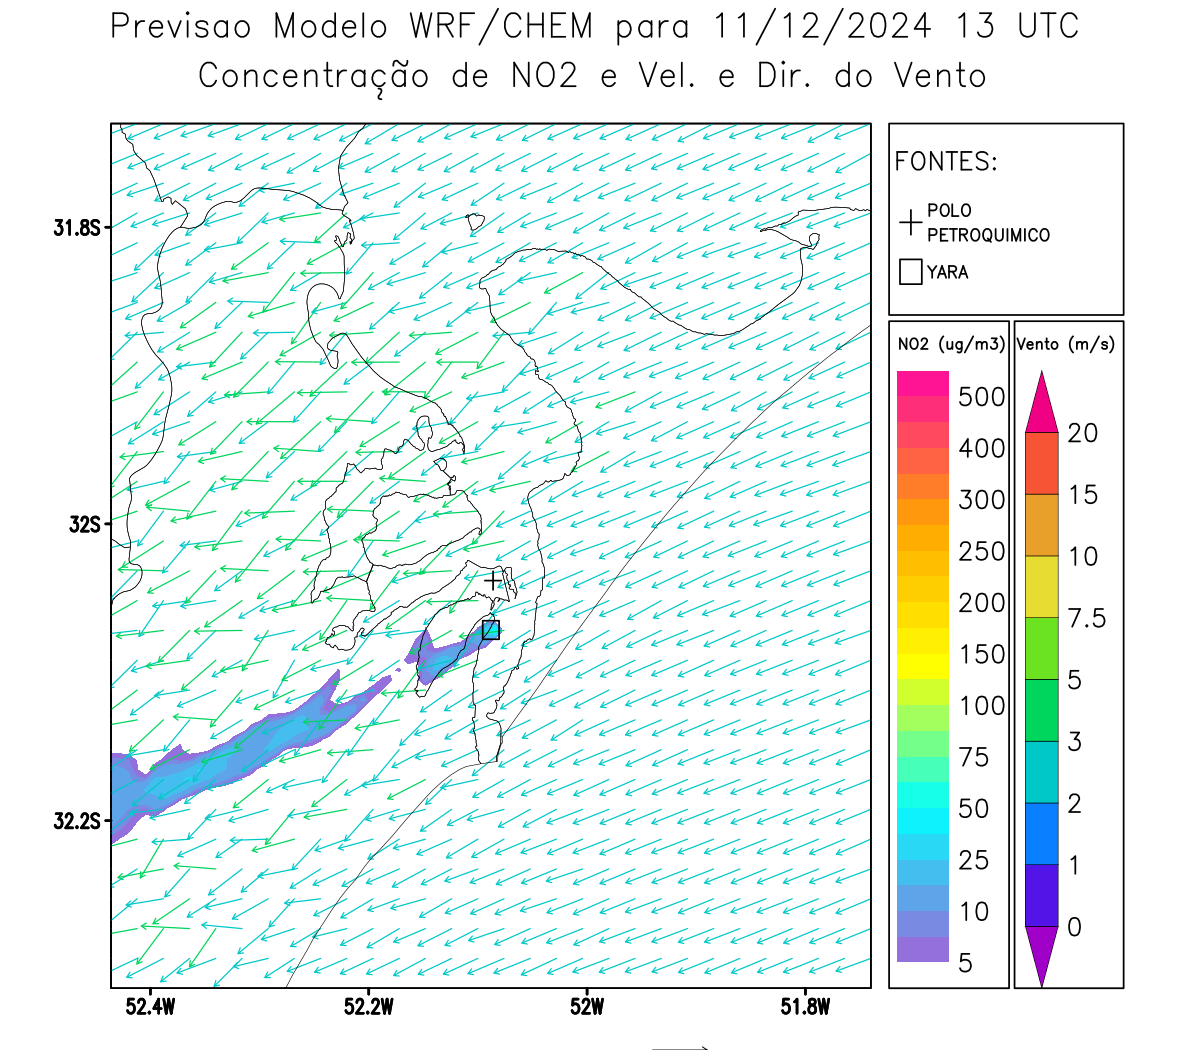 Previsao Modelo WRF/CHEM para 11/12/2024 13 UTC
Concentração de NO2 e Vel. e Dir. do Vento
FONTES:
POLO
PETROQUIMICO
YARA
31.8S
32S
32.2S
52.4W
52.2W
52W
51.8W
NO2 (ug/m3)
500
400
300
250
200
150
100
75
50
25
10
5
Vento (m/s)
20
15
10
7.5
5
3
2
1
0